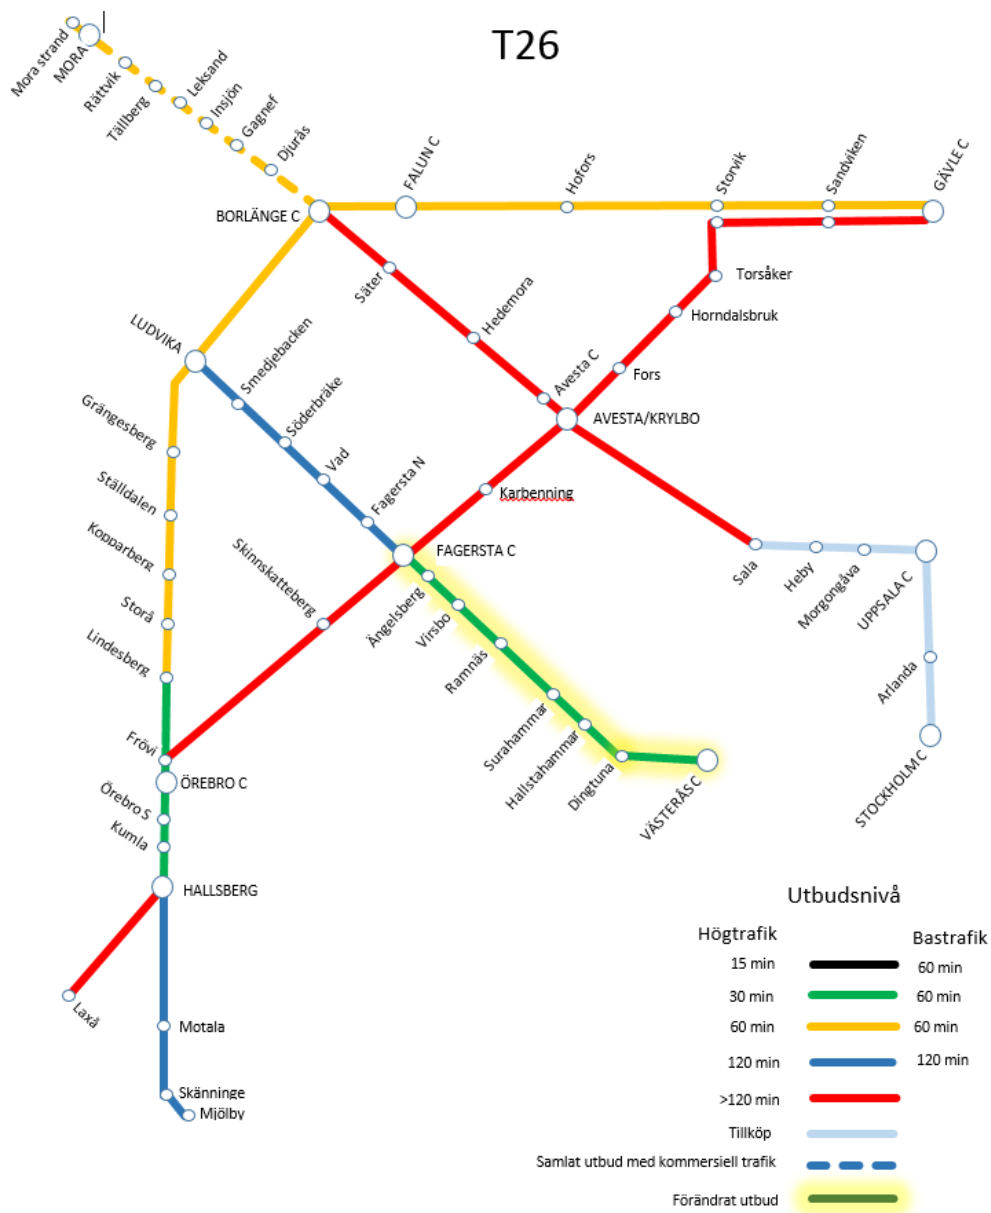 T26
Mora strand
MORA
Rättvik
Tällberg
Leksand
Insjön
Gagnef
Djurås
BORLÄNGE C
FALUN C
Hofors
Storvik
Sandviken
GÄVLE C
Torsåker
Horndalsbruk
Fors
AVESTA/KRYLBO
Avesta C
Hedemora
Säter
LUDVIKA
Smedjebacken
Söderbräke
Vad
Fagersta N
FAGERSTA C
Karbenning
Skinnskatteberg
Grängesberg
Ställdalen
Kopparberg
Storå
Lindesberg
Frövi
ÖREBRO C
Örebro S
Kumla
HALLSBERG
Laxå
Motala
Skänninge
Mjölby
Ängelsberg
Virsbo
Ramnäs
Surahammar
Hallstahammar
Dingtuna
VÄSTERÅS C
Sala
Heby
Morgongåva
UPPSALA C
Arlanda
STOCKHOLM C
Utbudsnivå
Högtrafik Bastrafik
15 min 60 min
30 min 60 min
60 min 60 min
120 min 120 min
>120 min
Tillköp
Samlat utbud med kommersiell trafik
Förändrat utbud